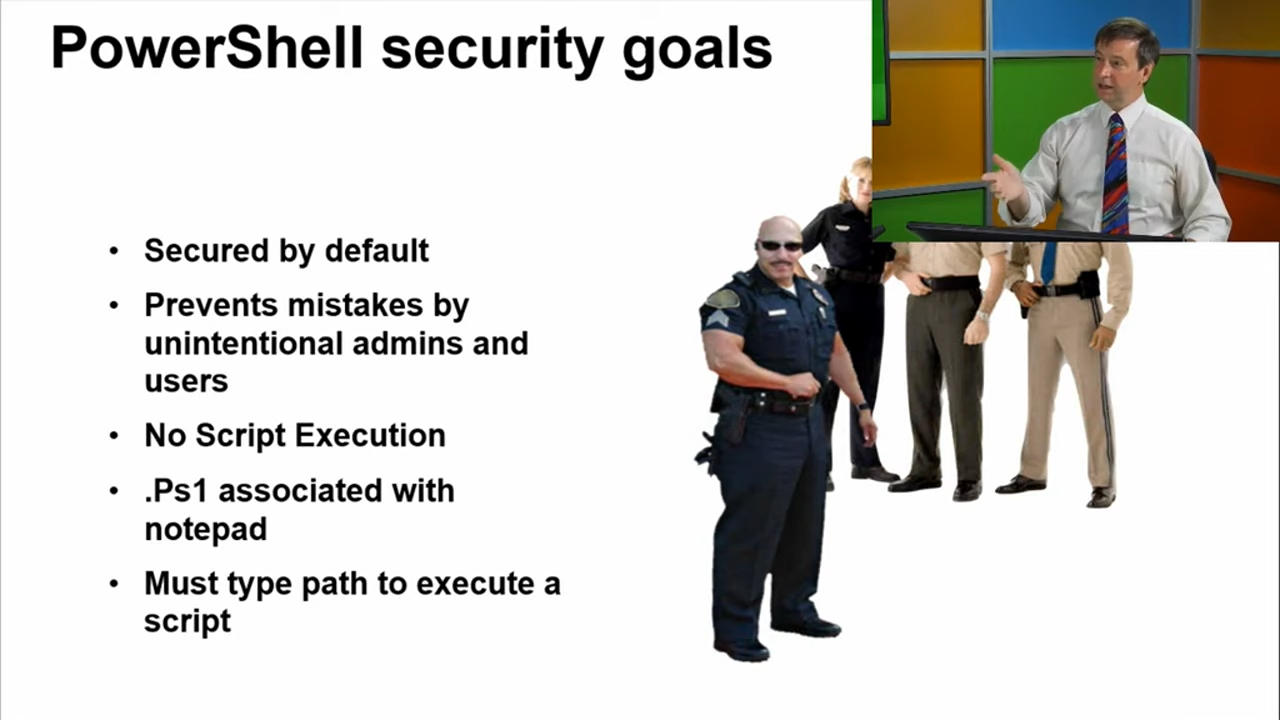 PowerShell security goals
• Secured by default
• Prevents mistakes by
unintentional admins and
users
• No Script Execution
• .Ps1 associated with
notepad
• Must type path to execute a
script